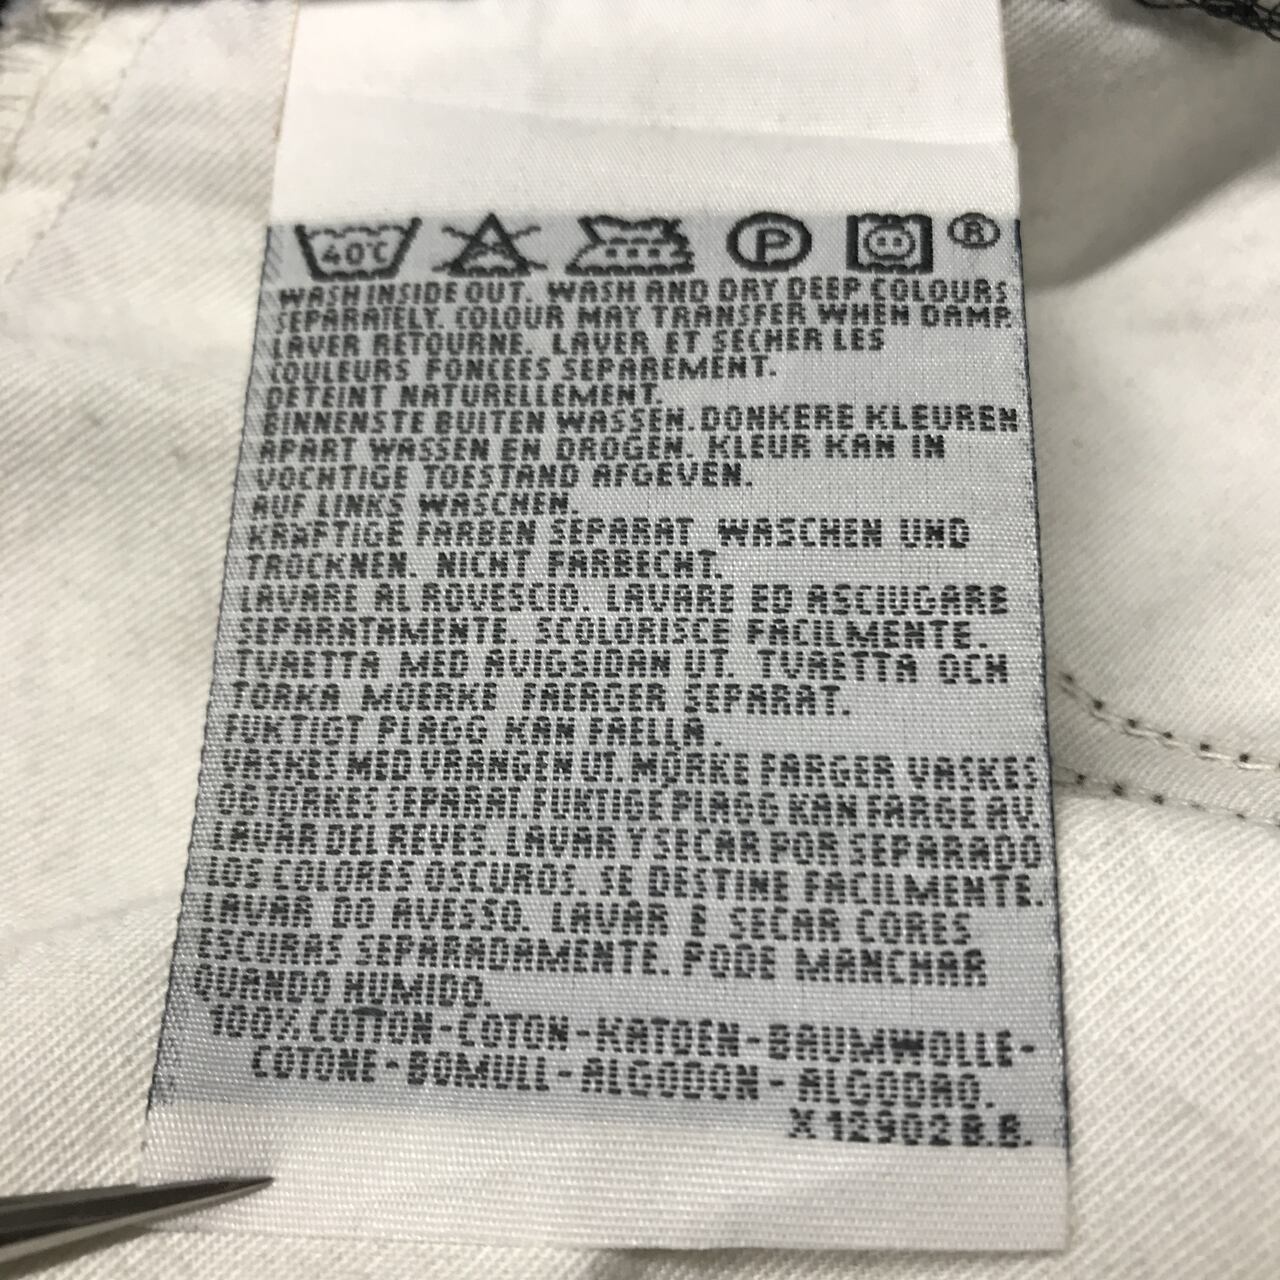 40°C P ®
WASH INSIDE OUT. WASH AND DRY DEEP COLOURS
SEPARATELY. COLOUR MAY TRANSFER WHEN DAMP.
LAVER RETOURNE. LAVER ET SECHER LES
COULEURS FONCEES SEPAREMENT.
DETEINT NATURELLEMENT.
BINNENSTE BUITEN WASSEN. DONKERE KLEUREN
APART WASSEN EN DROGEN. KLEUR KAN IN
VOCHTIGE TOESTAND AFGEVEN.
AUF LINKS WASCHEN.
KRÄFTIGE FARBEN SEPARAT WASCHEN UND
TROCKNEN. NICHT FARBECHT.
LAVARE AL ROVESCIO. LAVARE ED ASCIUGARE
SEPARATAMENTE. SCOLORISCE FACILMENTE.
TVAETTA MED AVIGSIDAN UT. TVAETTA OCH
TORKA MOERKE FAERGER SEPARAT.
FUKTIGT PLAGG KAN FAELLA.
VASKES MED VRANGEN UT. MØRKE FARGER VASKES
OG TØRKES SEPARAT. FUKTIGE PLAGG KAN FARGE AV.
LAVAR DEL REVES. LAVAR Y SECAR POR SEPARADO
LOS COLORES OSCUROS. SE DESTINE FACILMENTE.
LAVAR DO AVESSO. LAVAR E SECAR CORES
ESCURAS SEPARADAMENTE. PODE MANCHAR
QUANDO HUMIDO.
100% COTTON-COTON-KATOEN-BAUMWOLLE-
COTONE-BOMULL-ALGODON-ALGODAO.
X129028.B.